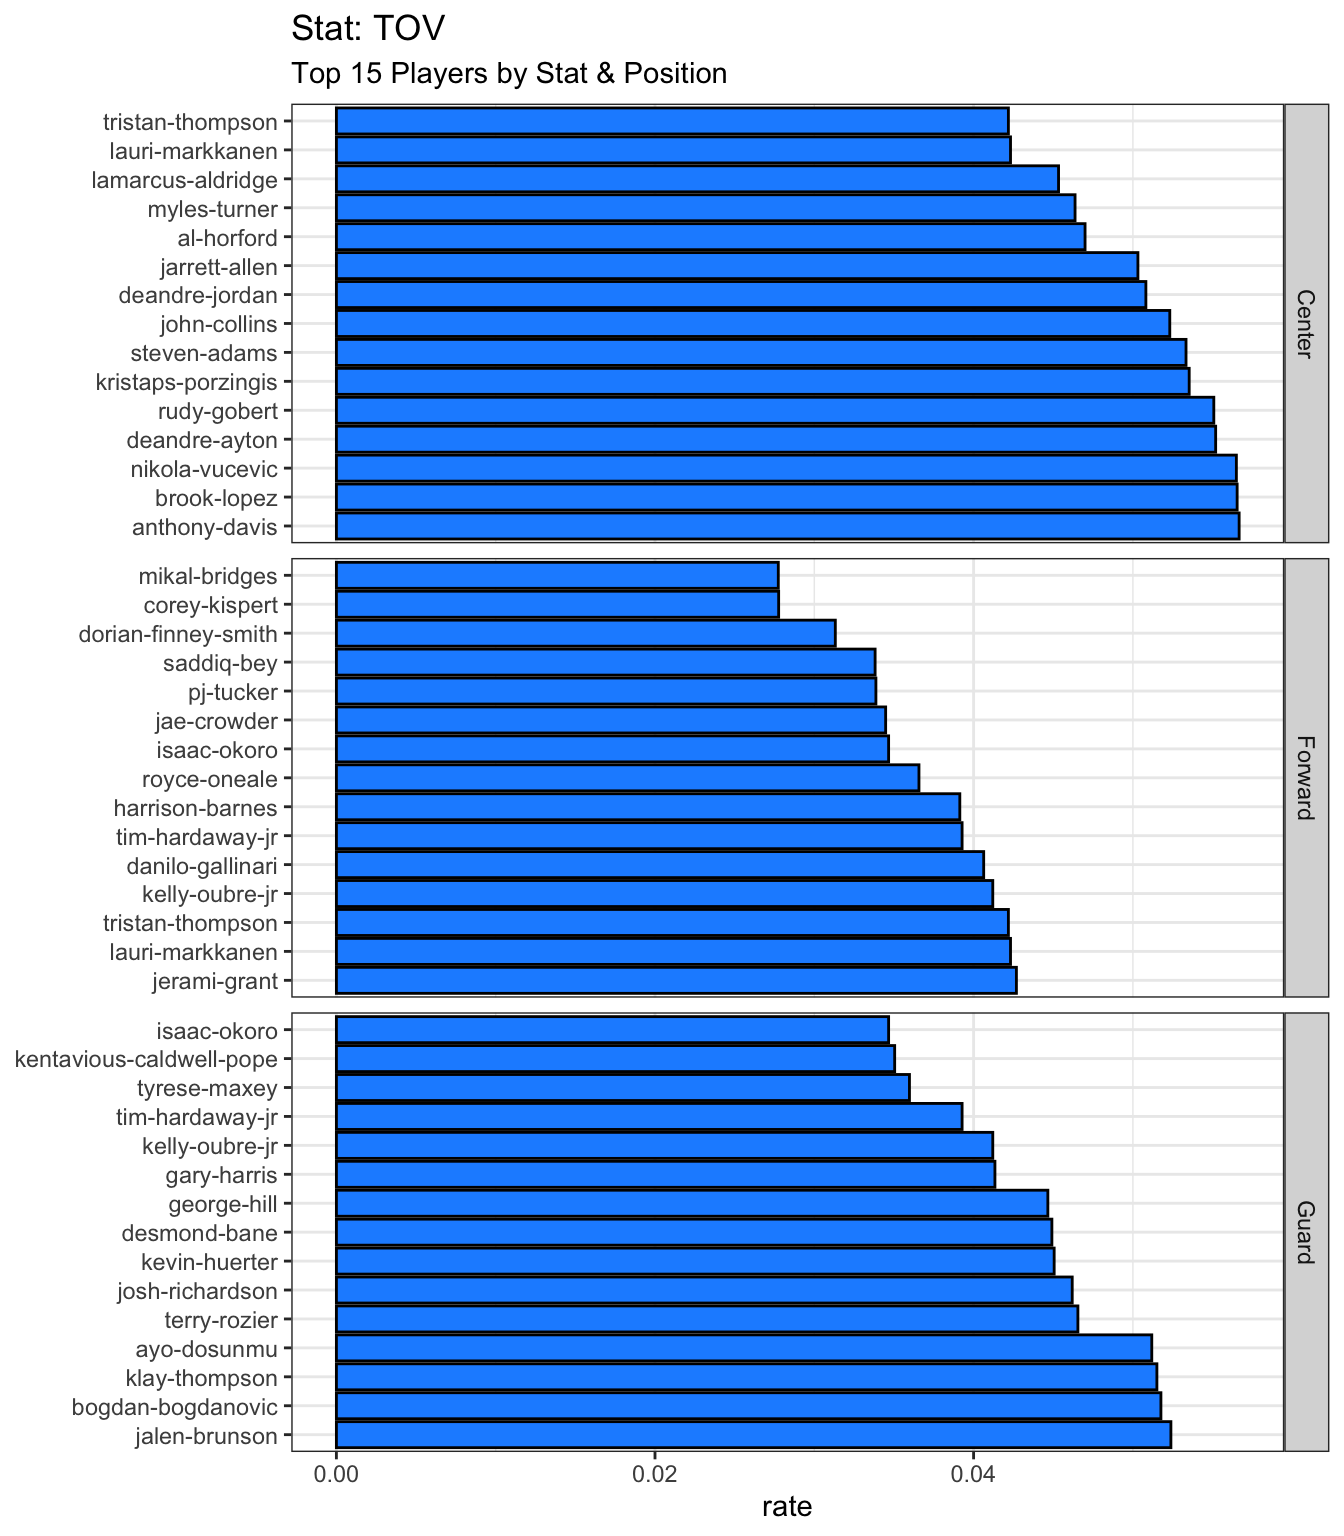 Stat: TOV
Top 15 Players by Stat & Position
tristan-thompson
lauri-markkanen
lamarcus-aldridge
myles-turner
al-horford
jarrett-allen
deandre-jordan
john-collins
steven-adams
kristaps-porzingis
rudy-gobert
deandre-ayton
nikola-vucevic
brook-lopez
anthony-davis
Center
mikal-bridges
corey-kispert
dorian-finney-smith
saddiq-bey
pj-tucker
jae-crowder
isaac-okoro
royce-oneale
harrison-barnes
tim-hardaway-jr
danilo-gallinari
kelly-oubre-jr
tristan-thompson
lauri-markkanen
jerami-grant
Forward
isaac-okoro
kentavious-caldwell-pope
tyrese-maxey
tim-hardaway-jr
kelly-oubre-jr
gary-harris
george-hill
desmond-bane
kevin-huerter
josh-richardson
terry-rozier
ayo-dosunmu
klay-thompson
bogdan-bogdanovic
jalen-brunson
Guard
0.00 0.02 0.04
rate